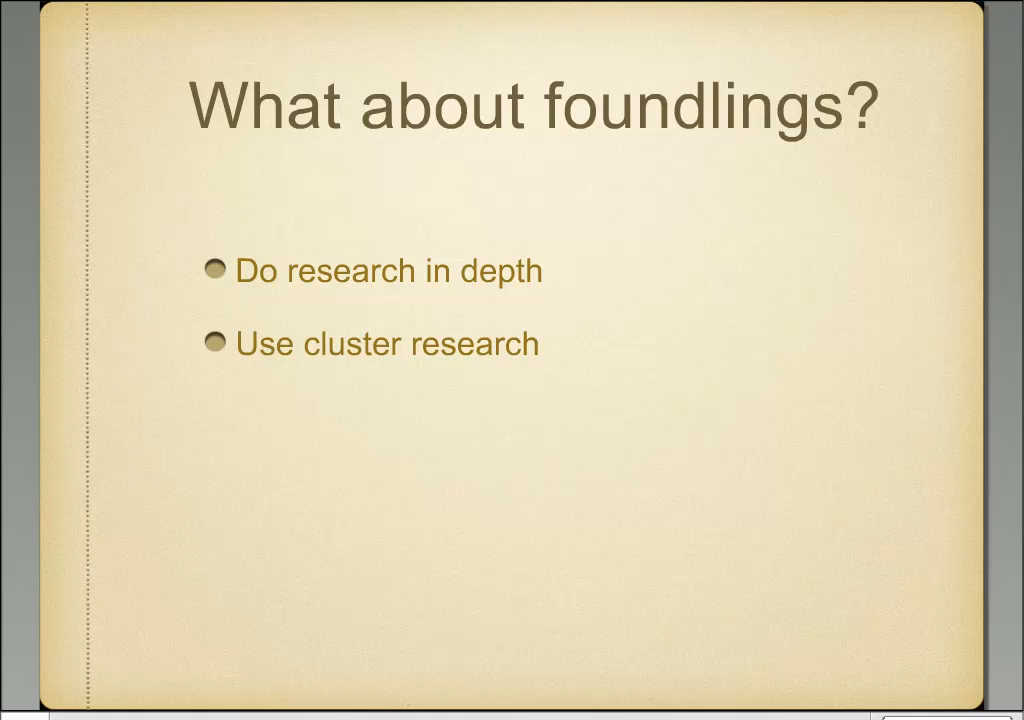 What about foundlings?
Do research in depth
Use cluster research